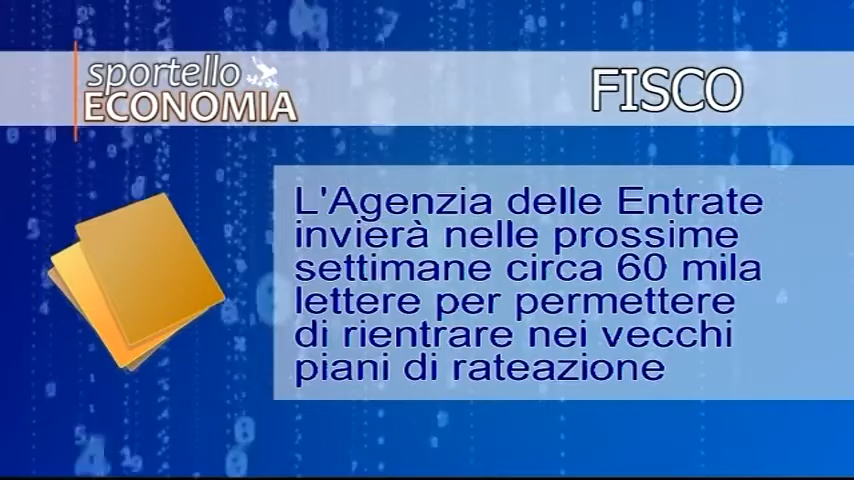 sportello
ECONOMIA
FISCO
L'Agenzia delle Entrate
invierà nelle prossime
settimane circa 60 mila
lettere per permettere
di rientrare nei vecchi
piani di rateazione